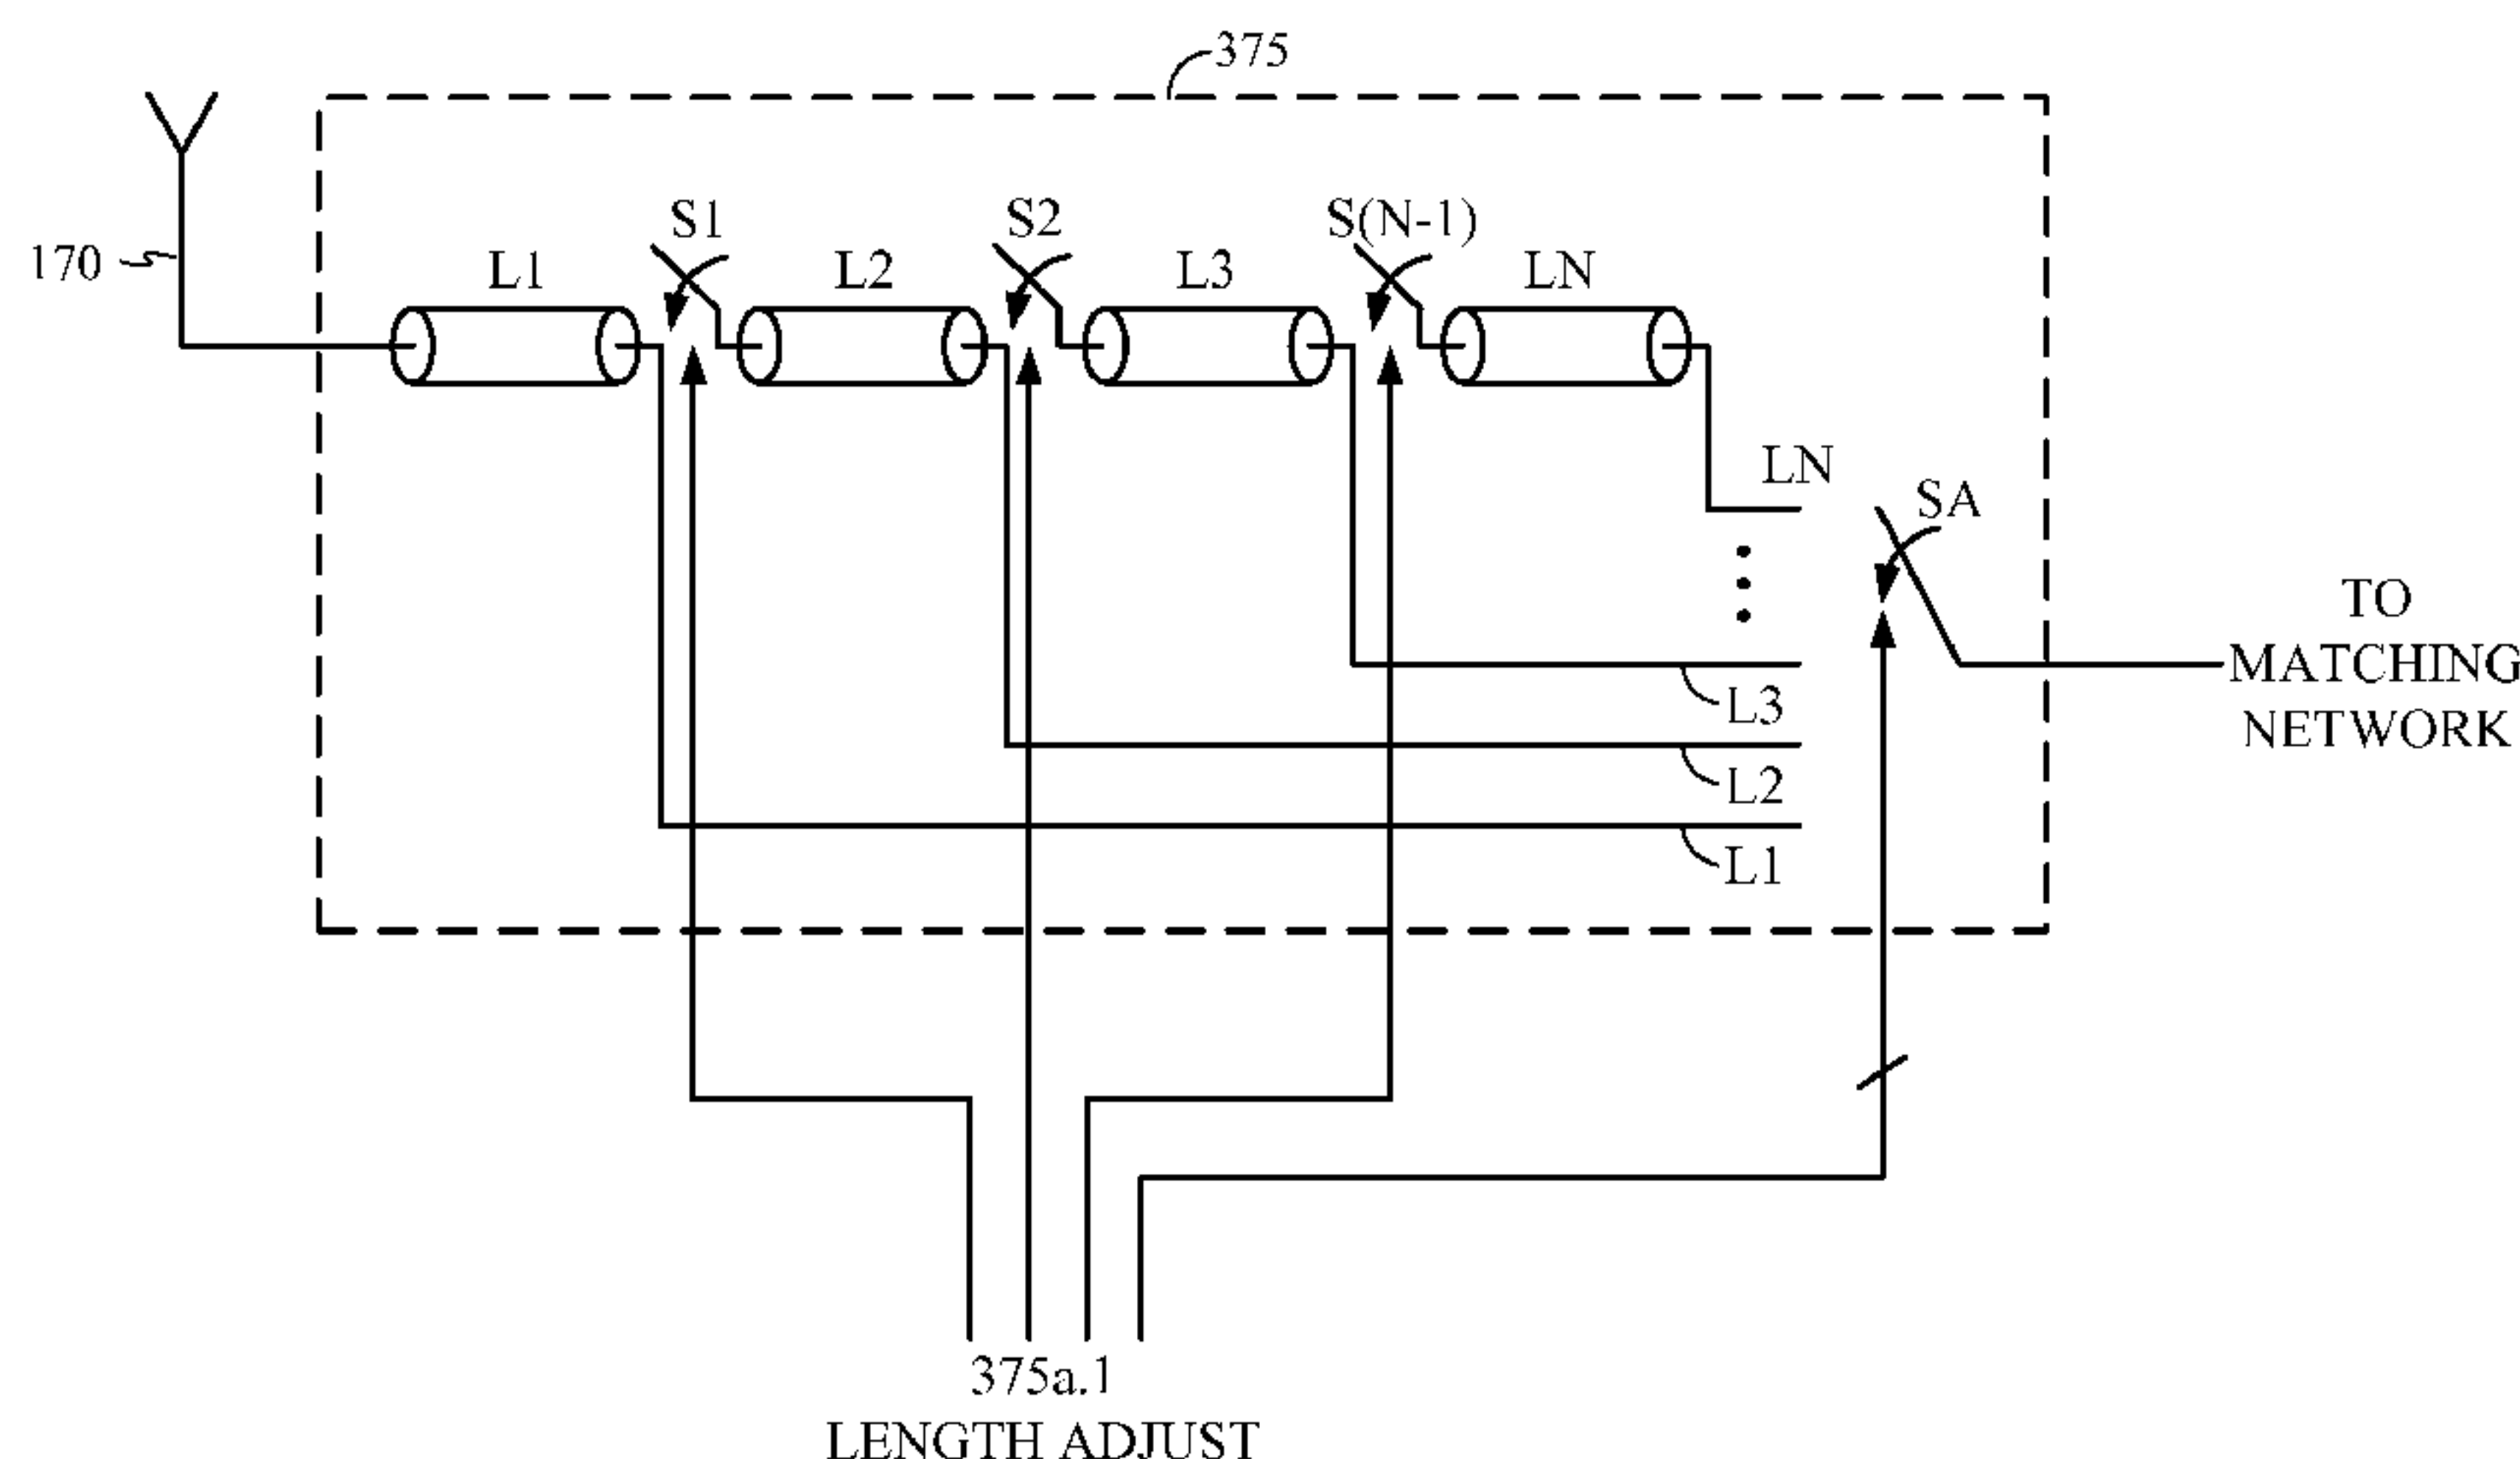 375
170
S1
S2
S(N-1)
L1
L2
L3
LN
LN
SA
TO
MATCHING
NETWORK
L3
L2
L1
375a.1
LENGTH ADJUST